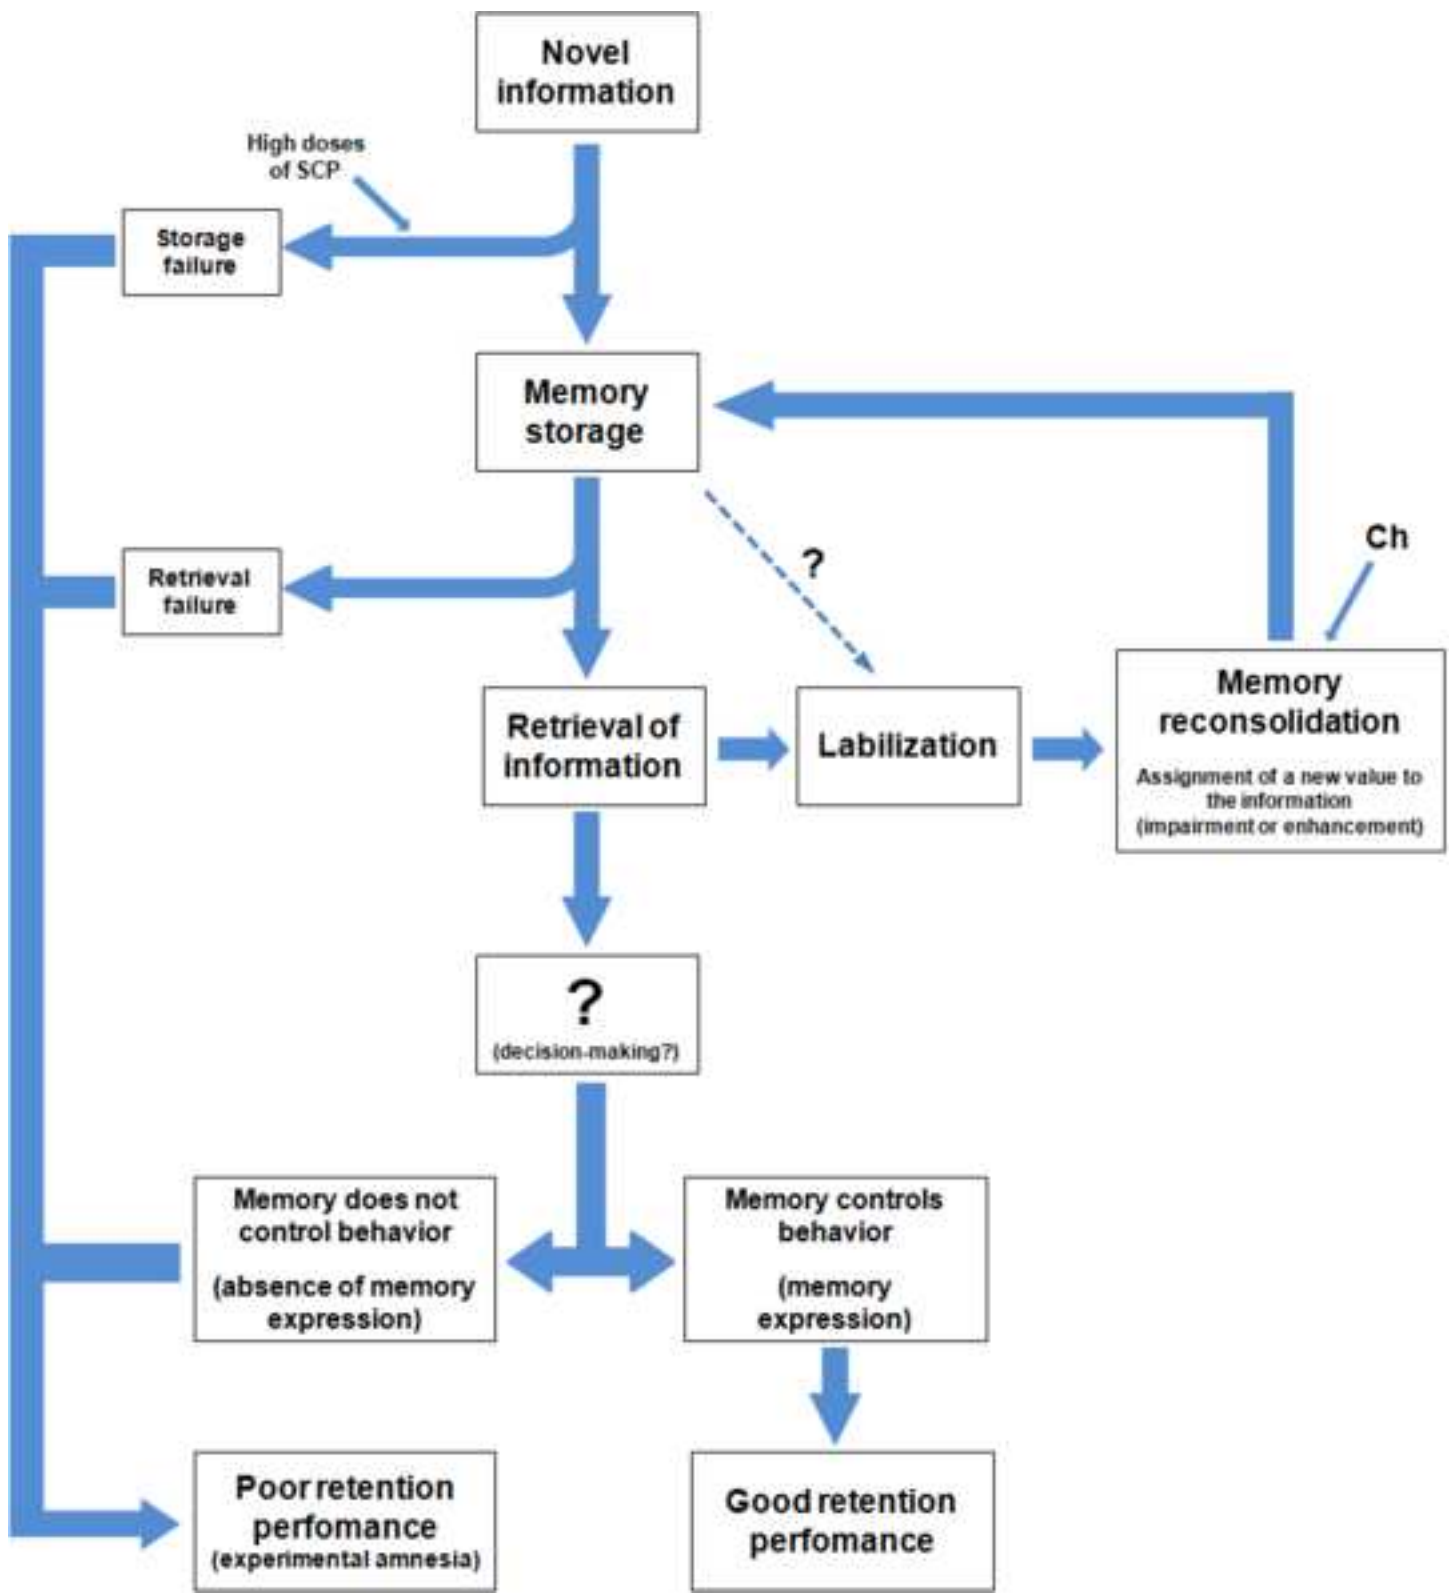 Novel
information
High doses
of SCP
Storage
failure
Memory
storage
Retrieval
failure
?
Ch
Retrieval of
information
Labilization
Memory
reconsolidation
Assignment of a new value to
the information
(impairment or enhancement)
?
(decision-making?)
Memory does not
control behavior
(absence of memory
expression)
Memory controls
behavior
(memory
expression)
Poor retention
perfomance
(experimental amnesia)
Good retention
perfomance